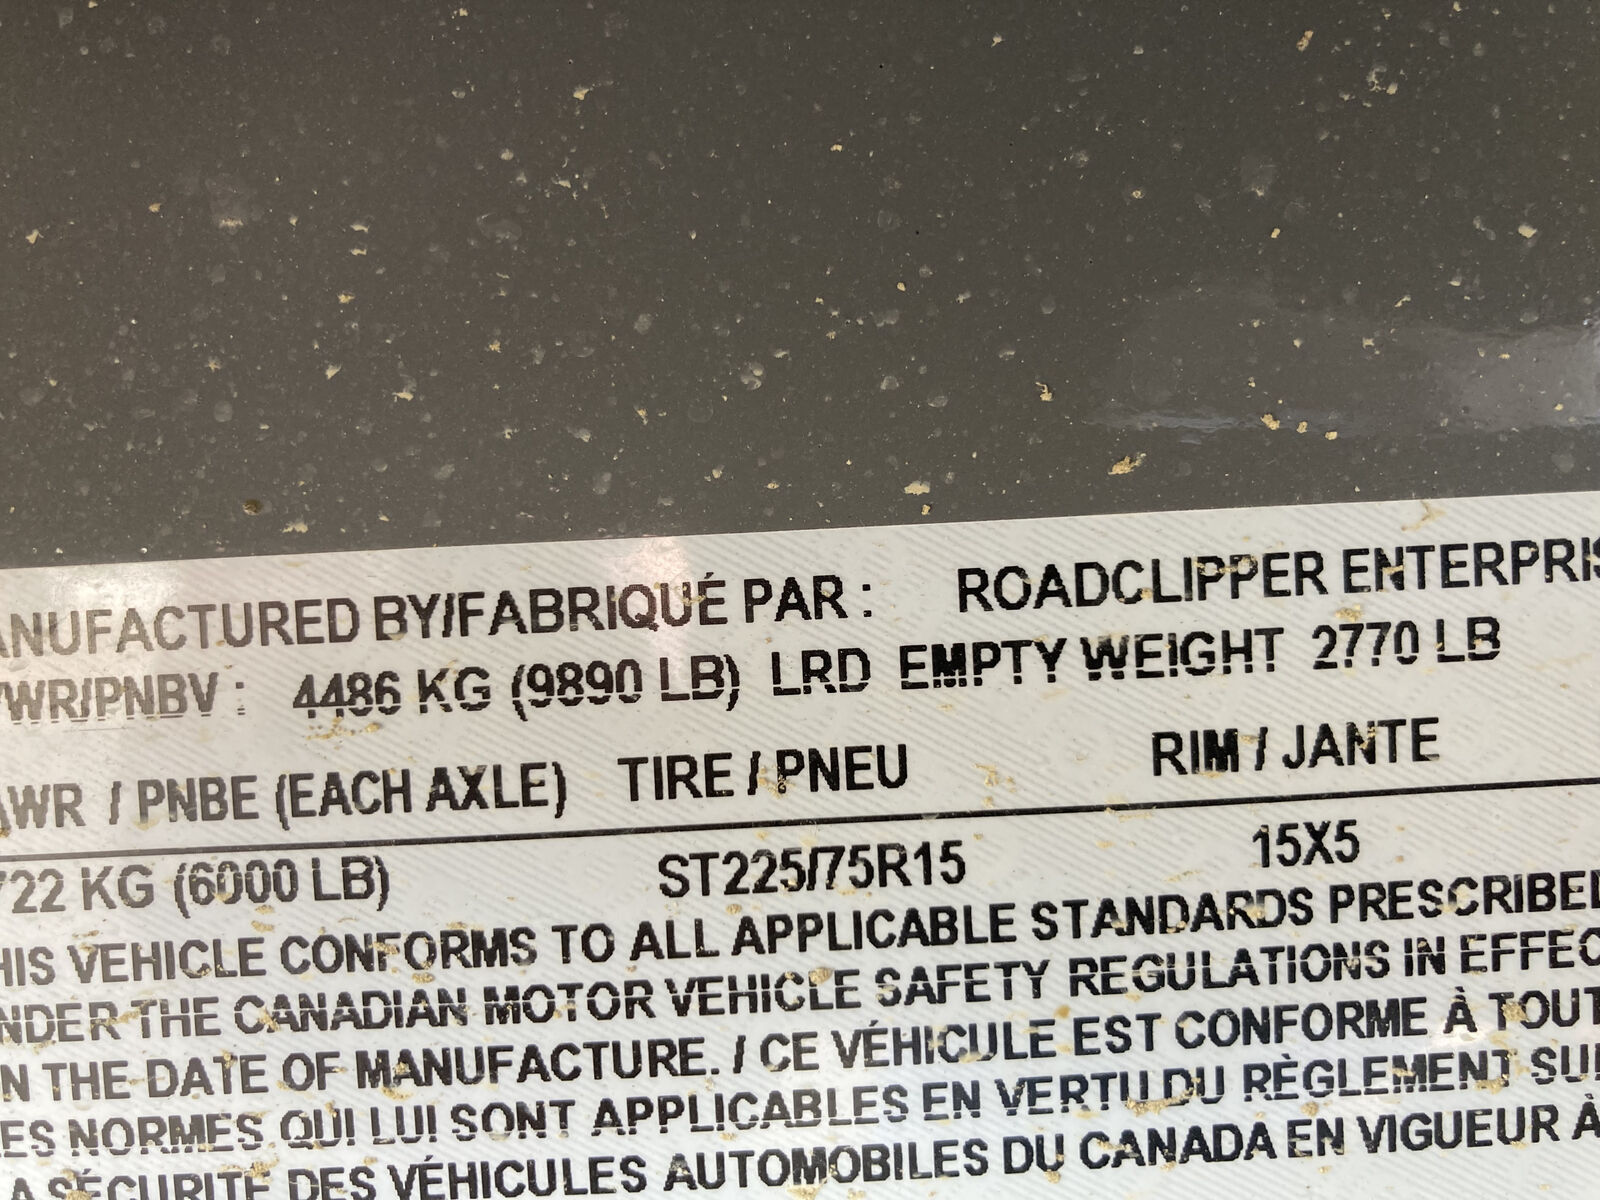 ANUFACTURED BY/FABRIQUÉ PAR : ROADCLIPPER ENTERPRIS
WR/PNBV : 4486 KG (9890 LB) LRD EMPTY WEIGHT 2770 LB
AWR / PNBE (EACH AXLE) TIRE / PNEU RIM / JANTE
722 KG (6000 LB) ST225/75R15 15X5
HIS VEHICLE CONFORMS TO ALL APPLICABLE STANDARDS PRESCRIBED
NDER THE CANADIAN MOTOR VEHICLE SAFETY REGULATIONS IN EFFEC
N THE DATE OF MANUFACTURE. / CE VÉHICULE EST CONFORME À TOUT
ES NORMES QUI LUI SONT APPLICABLES EN VERTU DU RÈGLEMENT SUR
A SÉCURITÉ DES VÉHICULES AUTOMOBILES DU CANADA EN VIGUEUR À